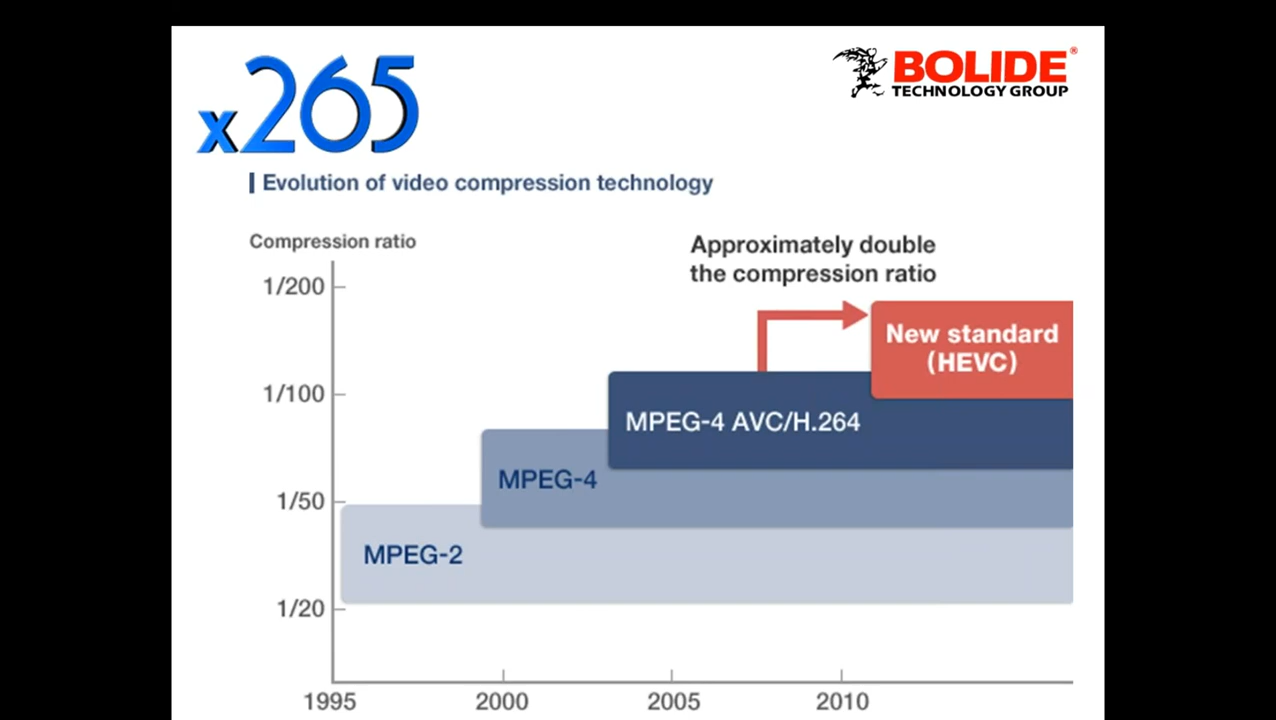 x265
BOLIDE®
TECHNOLOGY GROUP
Evolution of video compression technology
Compression ratio
Approximately double
the compression ratio
1/200
New standard
(HEVC)
1/100
MPEG-4 AVC/H.264
MPEG-4
1/50
MPEG-2
1/20
1995 2000 2005 2010